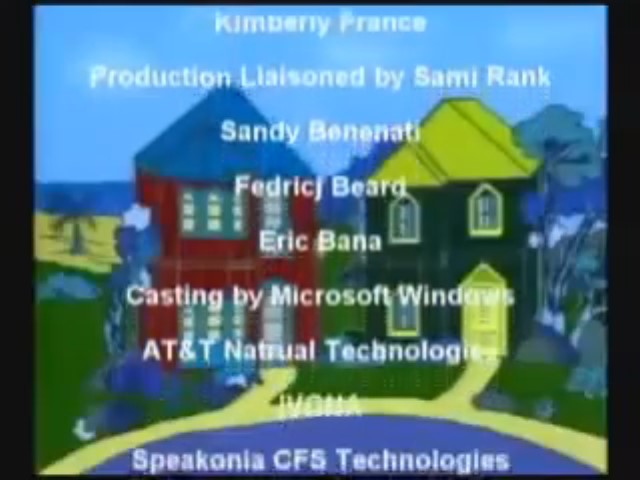 Kimberly France
Production Liaisoned by Sami Rank
Sandy Benenati
Fedricj Beard
Eric Bana
Casting by Microsoft Windows
AT&T Natrual Technologies
IVONA
Speakonia CFS Technologies